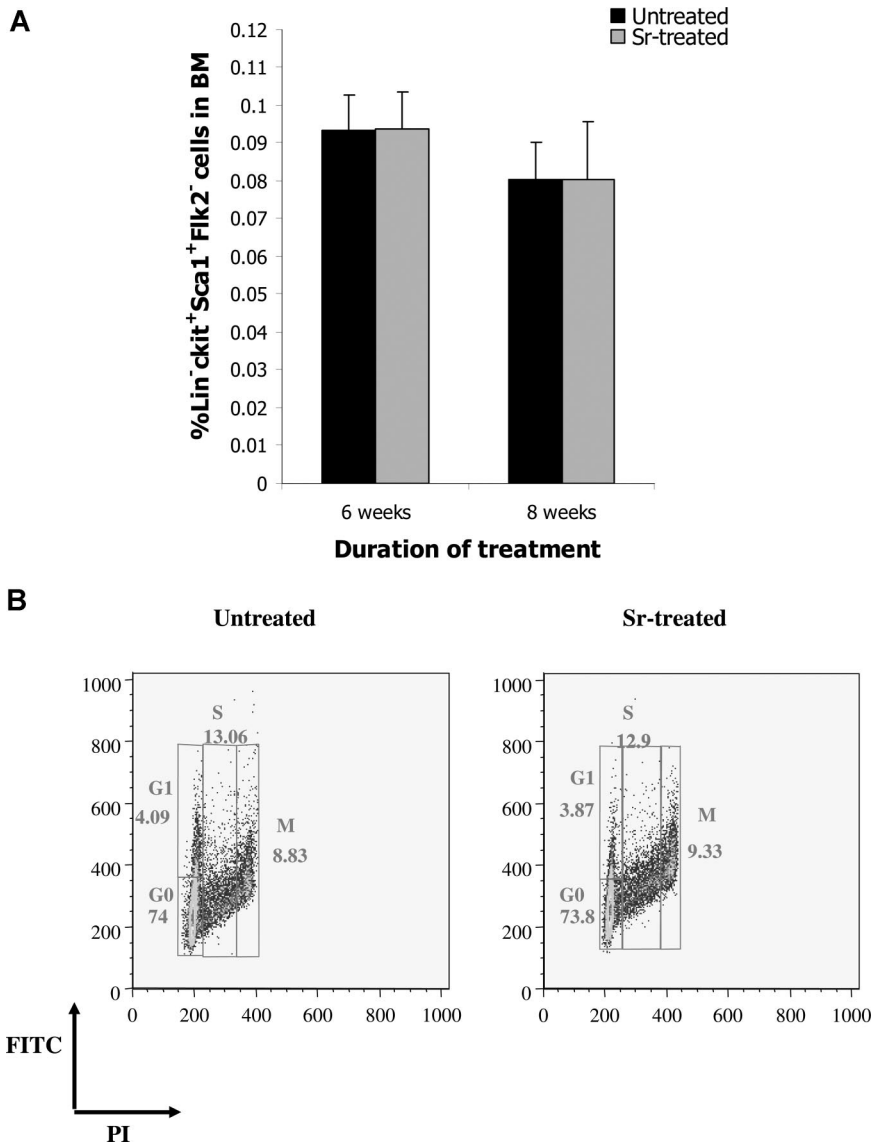 A
Untreated
Sr-treated
%Lin⁻ckit⁺Sca1⁺Flk2⁻ cells in BM
0.12
0.11
0.1
0.09
0.08
0.07
0.06
0.05
0.04
0.03
0.02
0.01
0
6 weeks
8 weeks
Duration of treatment
B
Untreated
Sr-treated
1000
800
600
400
200
0
0
200
400
600
800
1000
S
13.06
G1
4.09
M
8.83
G0
74
1000
800
600
400
200
0
0
200
400
600
800
1000
S
12.9
G1
3.87
M
9.33
G0
73.8
FITC
PI